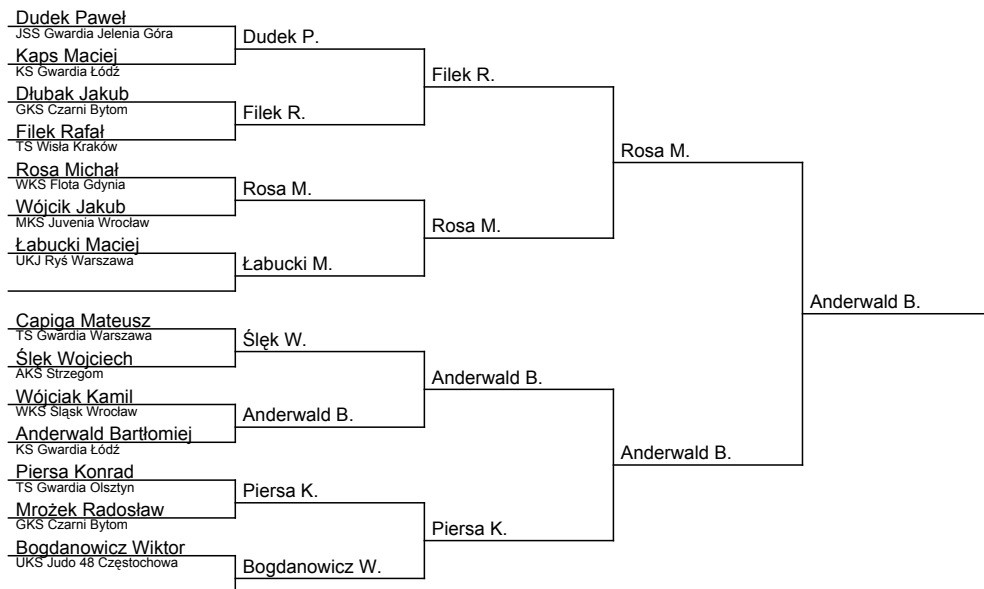 Dudek Paweł
JSS Gwardia Jelenia Góra
Kaps Maciej
KS Gwardia Łódź
Dłubak Jakub
GKS Czarni Bytom
Filek Rafał
TS Wisła Kraków
Rosa Michał
WKS Flota Gdynia
Wójcik Jakub
MKS Juvenia Wrocław
Łabucki Maciej
UKJ Ryś Warszawa
Capiga Mateusz
TS Gwardia Warszawa
Ślęk Wojciech
AKS Strzegom
Wójciak Kamil
WKS Śląsk Wrocław
Anderwald Bartłomiej
KS Gwardia Łódź
Piersa Konrad
TS Gwardia Olsztyn
Mrożek Radosław
GKS Czarni Bytom
Bogdanowicz Wiktor
UKS Judo 48 Częstochowa
Dudek P.
Filek R.
Rosa M.
Łabucki M.
Ślęk W.
Anderwald B.
Piersa K.
Bogdanowicz W.
Filek R.
Rosa M.
Anderwald B.
Piersa K.
Rosa M.
Anderwald B.
Anderwald B.